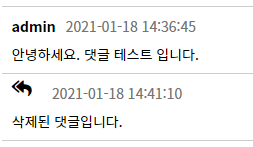 admin 2021-01-18 14:36:45
안녕하세요. 댓글 테스트 입니다.
2021-01-18 14:41:10
삭제된 댓글입니다.